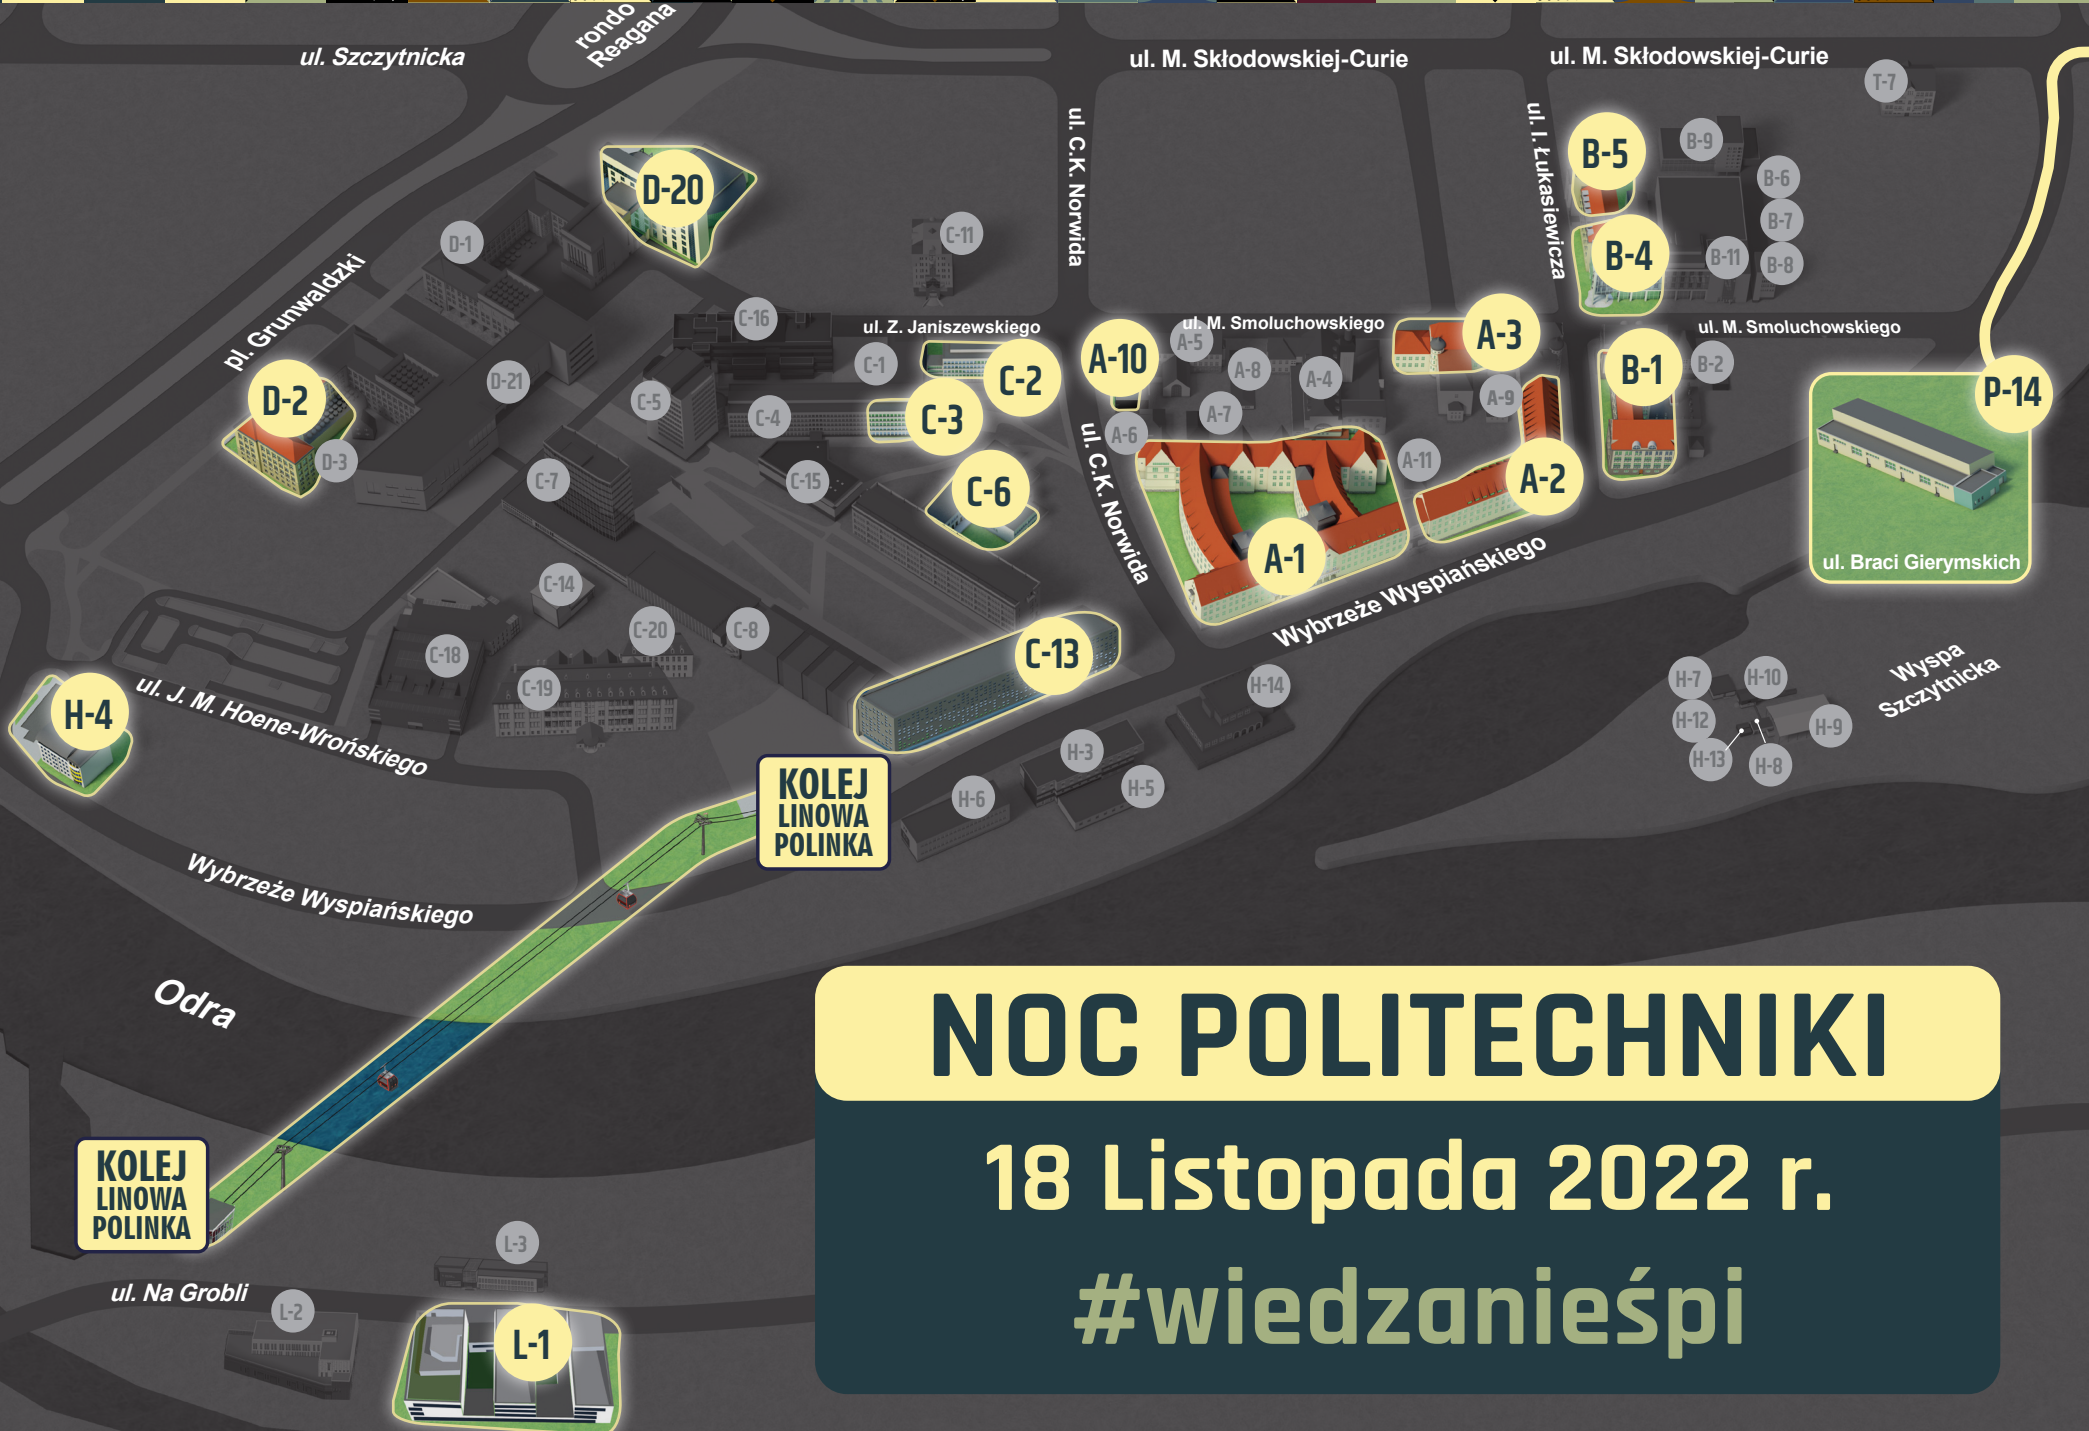 ul. Szczytnicka
rondo
Reagana
ul. M. Skłodowskiej-Curie
ul. M. Skłodowskiej-Curie
T-7
ul. C.K. Norwida
ul. I. Łukasiewicza
B-5
B-9
B-6
B-7
B-4
B-11
B-8
D-20
D-1
C-11
pl. Grunwaldzki
C-16
ul. Z. Janiszewskiego
ul. M. Smoluchowskiego
ul. M. Smoluchowskiego
A-10
A-5
A-3
A-8
A-4
A-9
B-1
B-2
P-14
C-1
C-2
D-21
D-2
D-3
C-5
C-4
C-3
A-7
A-6
A-11
A-2
C-7
C-15
C-6
ul. C.K. Norwida
A-1
Wybrzeże Wyspiańskiego
ul. Braci Gierymskich
C-14
C-20
C-8
C-18
C-19
C-13
H-14
H-7
H-10
H-12
H-9
H-13
H-8
Wyspa
Szczytnicka
H-4
ul. J. M. Hoene-Wrońskiego
H-3
H-5
H-6
KOLEJ
LINOWA
POLINKA
Wybrzeże Wyspiańskiego
Odra
KOLEJ
LINOWA
POLINKA
L-3
ul. Na Grobli
L-2
L-1
NOC POLITECHNIKI
18 Listopada 2022 r.
#wiedzanieśpi